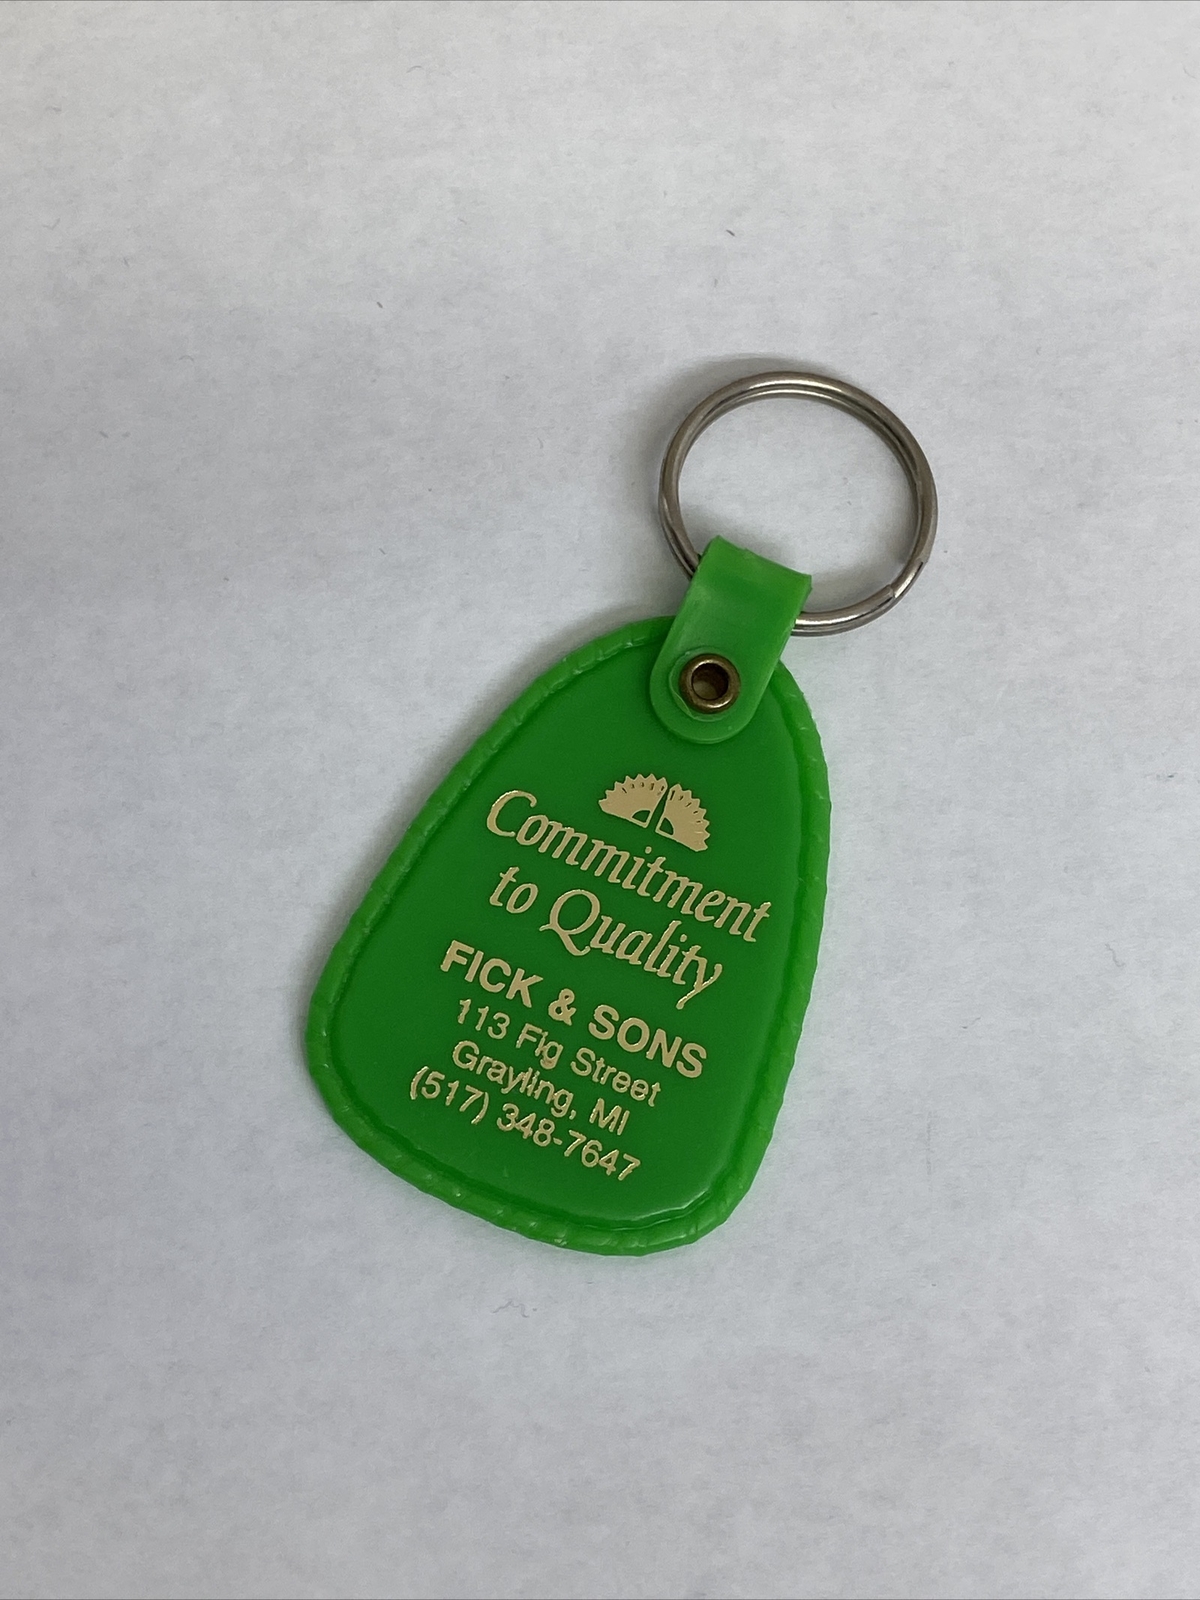 Commitment
to Quality
FICK & SONS
113 Fig Street
Grayling, MI
(517) 348-7647